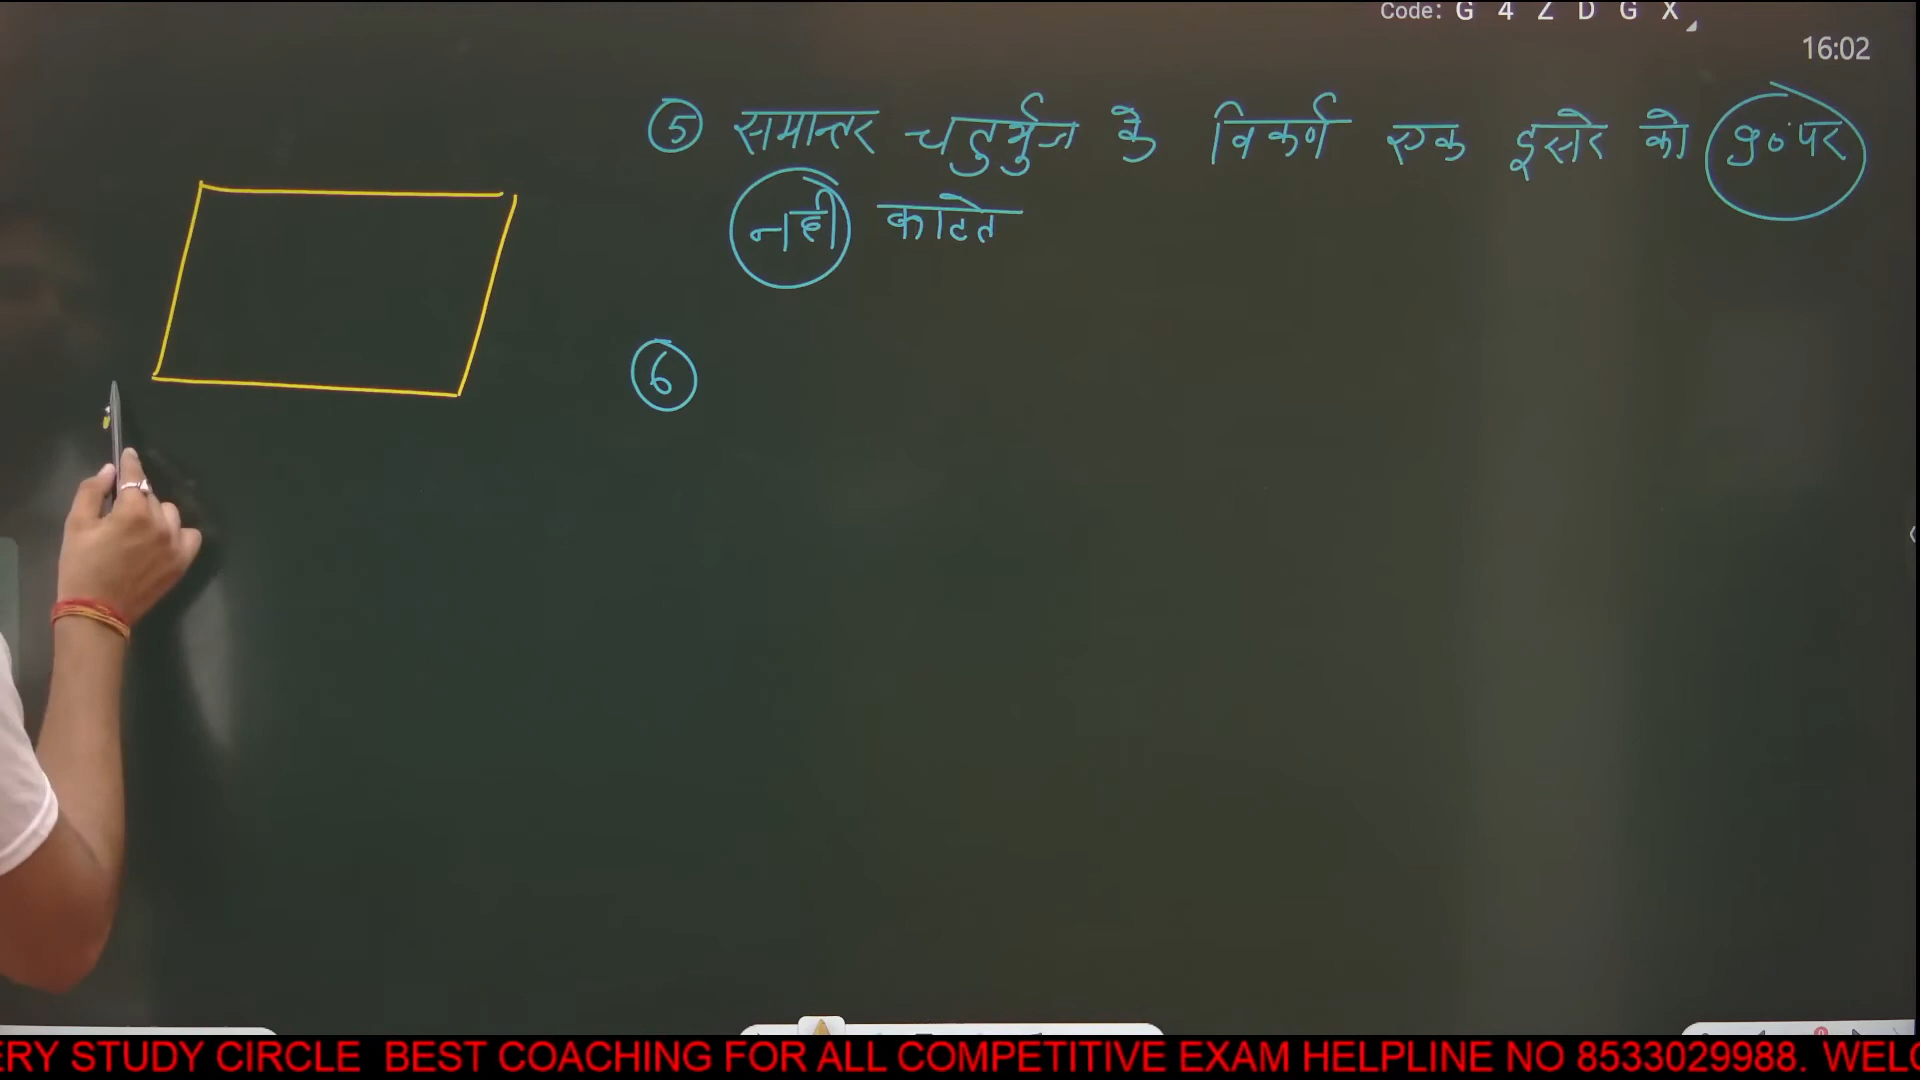 Code: G 4 Z D G X
16:02
⑤ समान्तर चतुर्भुज के विकर्ण एक दूसरे को 90° पर
नही काटते
⑥
ERY STUDY CIRCLE BEST COACHING FOR ALL COMPETITIVE EXAM HELPLINE NO 8533029988. WELC